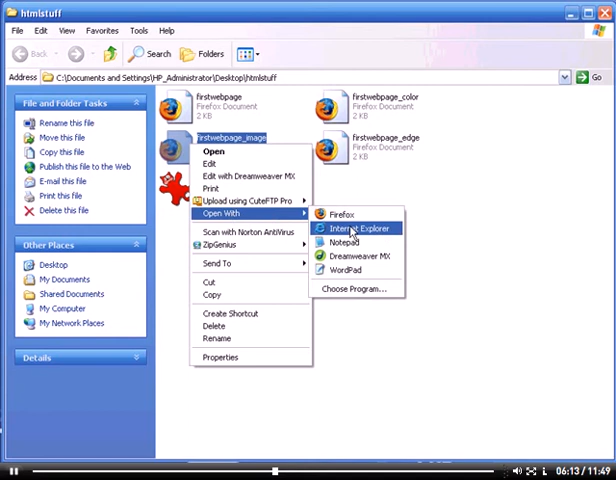 htmlstuff
File Edit View Favorites Tools Help
Back Search Folders
Address C:\Documents and Settings\HP_Administrator\Desktop\htmlstuff Go
File and Folder Tasks
Rename this file
Move this file
Copy this file
Publish this file to the Web
E-mail this file
Print this file
Delete this file
Other Places
Desktop
My Documents
Shared Documents
My Computer
My Network Places
Details
firstwebpage
Firefox Document
2 KB
firstwebpage_color
Firefox Document
2 KB
firstwebpage_image
firstwebpage_edge
Firefox Document
2 KB
Open
Edit
Edit with Dreamweaver MX
Print
Upload using CuteFTP Pro
Open With
Scan with Norton AntiVirus
ZipGenius
Send To
Cut
Copy
Create Shortcut
Delete
Rename
Properties
Firefox
Internet Explorer
Notepad
Dreamweaver MX
WordPad
Choose Program...
06:13 / 11:49